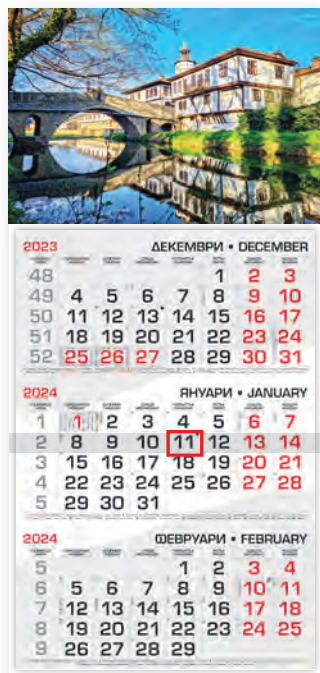 2023 ДЕКЕМВРИ • DECEMBER
48 1 2 3
49 4 5 6 7 8 9 10
50 11 12 13 14 15 16 17
51 18 19 20 21 22 23 24
52 25 26 27 28 29 30 31
2024 ЯНУАРИ • JANUARY
1 1 2 3 4 5 6 7
2 8 9 10 11 12 13 14
3 15 16 17 18 19 20 21
4 22 23 24 25 26 27 28
5 29 30 31
2024 ФЕВРУАРИ • FEBRUARY
5 1 2 3 4
6 5 6 7 8 9 10 11
7 12 13 14 15 16 17 18
8 19 20 21 22 23 24 25
9 26 27 28 29